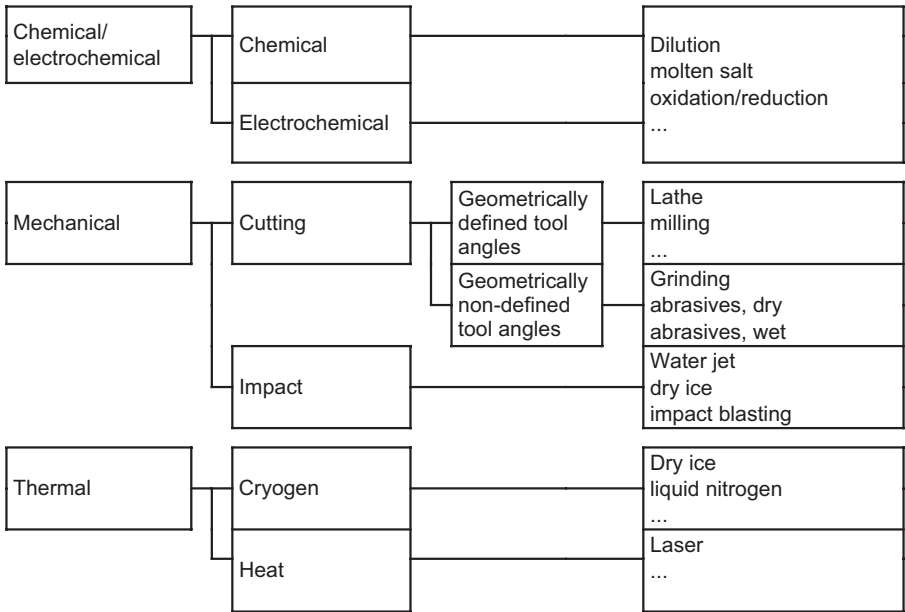 Chemical/
electrochemical
Chemical
Electrochemical
Dilution
molten salt
oxidation/reduction
...
Mechanical
Cutting
Geometrically
defined tool
angles
Lathe
milling
...
Geometrically
non-defined
tool angles
Grinding
abrasives, dry
abrasives, wet
Impact
Water jet
dry ice
impact blasting
Thermal
Cryogen
Dry ice
liquid nitrogen
...
Heat
Laser
...